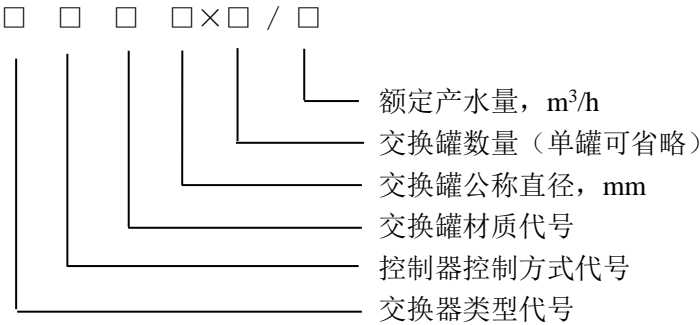 □ □ □ □×□ / □
额定产水量，m³/h
交换罐数量（单罐可省略）
交换罐公称直径，mm
交换罐材质代号
控制器控制方式代号
交换器类型代号